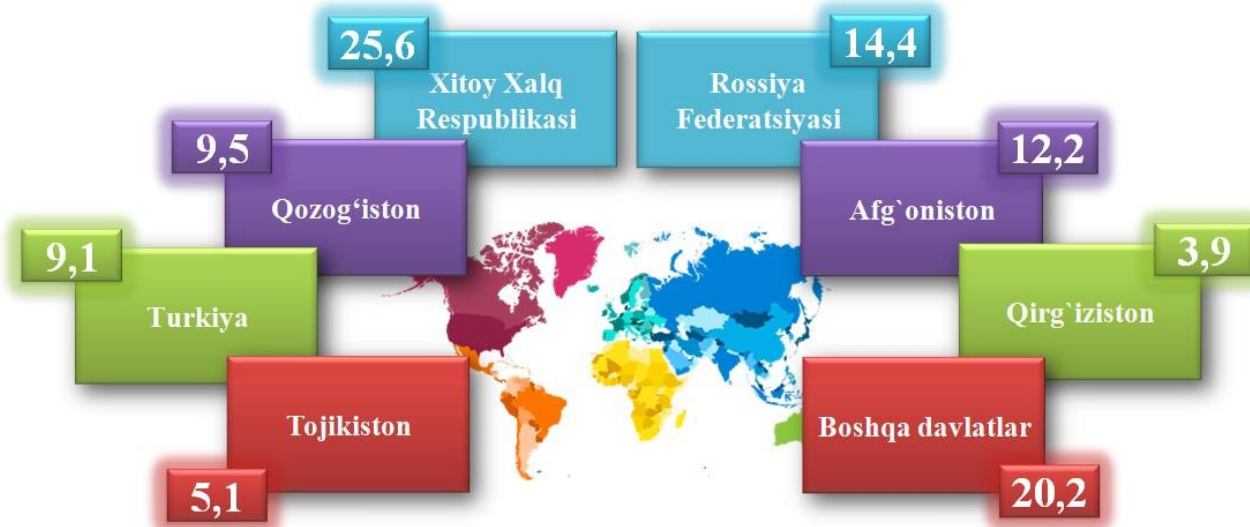 25,6
Xitoy Xalq
Respublikasi
14,4
Rossiya
Federatsiyasi
9,5
Qozog‘iston
12,2
Afg`oniston
9,1
Turkiya
3,9
Qirg`iziston
Tojikiston
5,1
Boshqa davlatlar
20,2